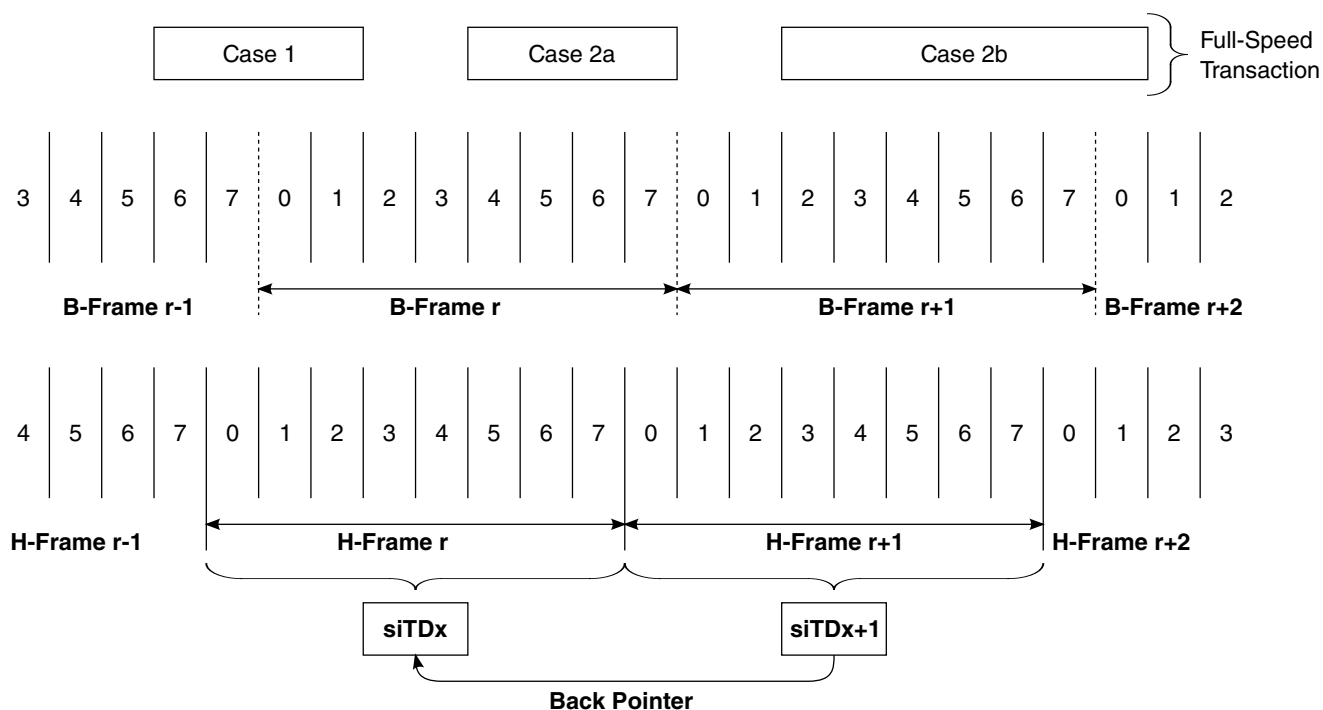 Case 1 Case 2a Case 2b Full-Speed
Transaction
3 4 5 6 7 0 1 2 3 4 5 6 7 0 1 2 3 4 5 6 7 0 1 2
B-Frame r-1 B-Frame r B-Frame r+1 B-Frame r+2
4 5 6 7 0 1 2 3 4 5 6 7 0 1 2 3 4 5 6 7 0 1 2 3
H-Frame r-1 H-Frame r H-Frame r+1 H-Frame r+2
siTDx siTDx+1
Back Pointer